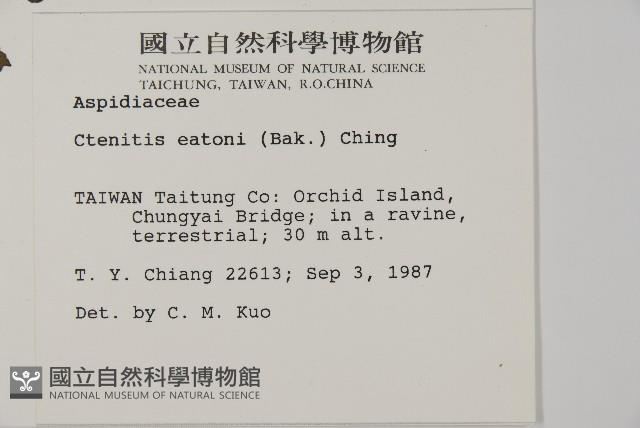 國立自然科學博物館
NATIONAL MUSEUM OF NATURAL SCIENCE
TAICHUNG, TAIWAN, R.O.CHINA
Aspidiaceae
Ctenitis eatoni (Bak.) Ching
TAIWAN Taitung Co: Orchid Island,
Chungyai Bridge; in a ravine,
terrestrial; 30 m alt.
T. Y. Chiang 22613; Sep 3, 1987
Det. by C. M. Kuo
國立自然科學博物館
NATIONAL MUSEUM OF NATURAL SCIENCE